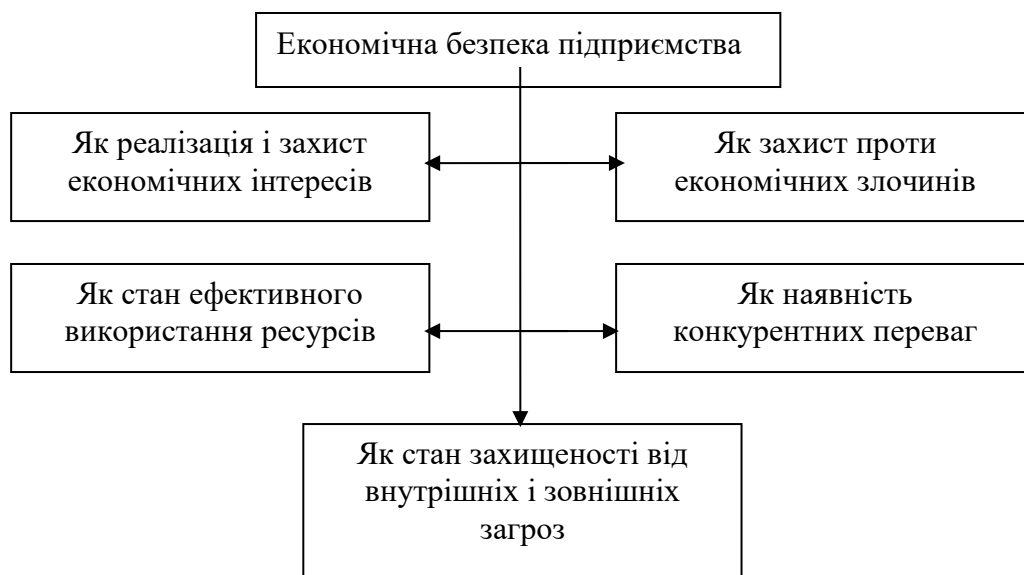 Економічна безпека підприємства
Як реалізація і захист
економічних інтересів
Як захист проти
економічних злочинів
Як стан ефективного
використання ресурсів
Як наявність
конкурентних переваг
Як стан захищеності від
внутрішніх і зовнішніх
загроз